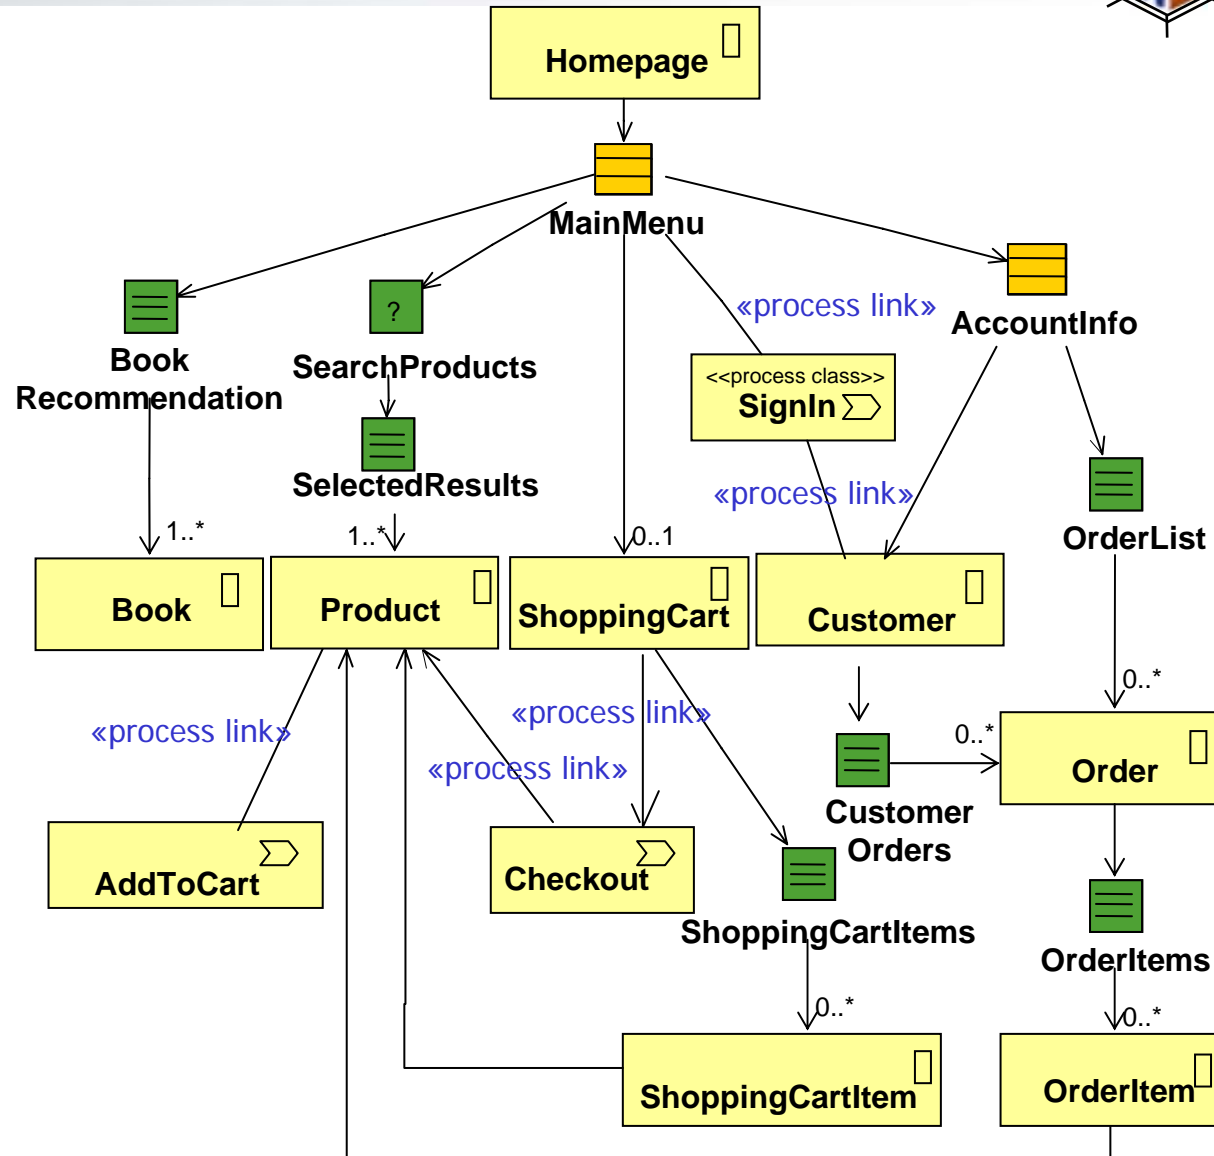 Homepage
MainMenu
«process link»
AccountInfo
?
Book
Recommendation
SearchProducts
<<process class>>
SignIn
SelectedResults
«process link»
OrderList
1..*
1..*
0..1
Book
Product
ShoppingCart
Customer
0..*
«process link»
«process link»
0..*
«process link»
Order
Customer
Orders
AddToCart
Checkout
ShoppingCartItems
OrderItems
0..*
0..*
ShoppingCartItem
OrderItem